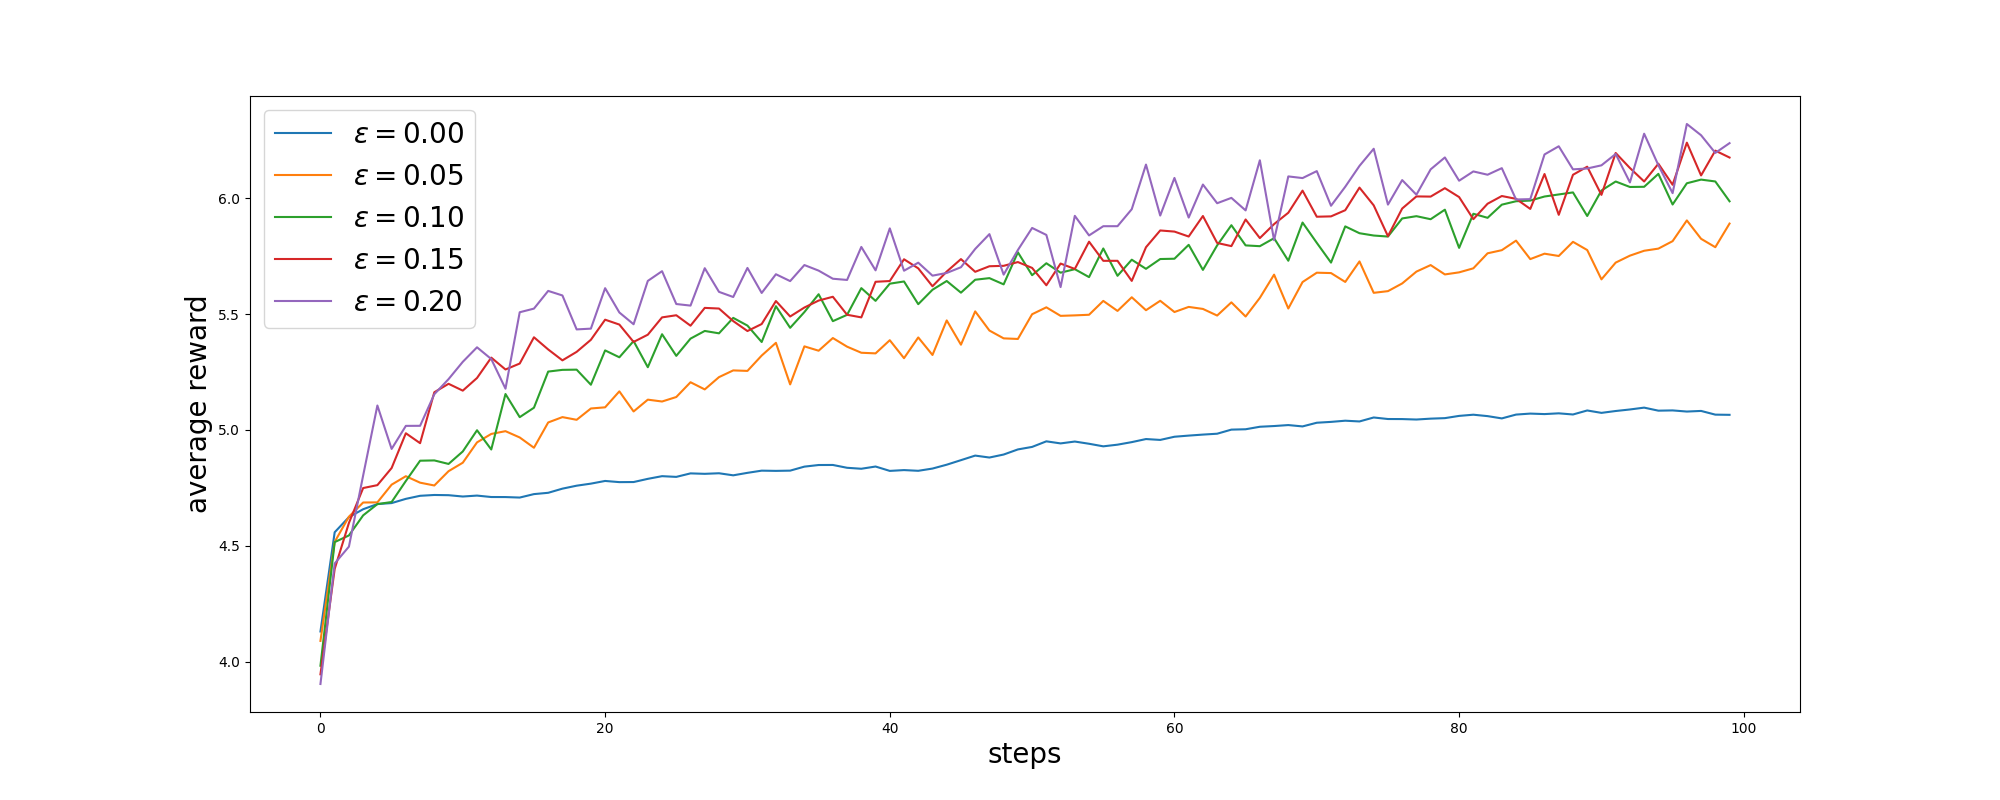 ε = 0.00
ε = 0.05
ε = 0.10
ε = 0.15
ε = 0.20
6.0
5.5
5.0
4.5
4.0
average reward
0 20 40 60 80 100
steps